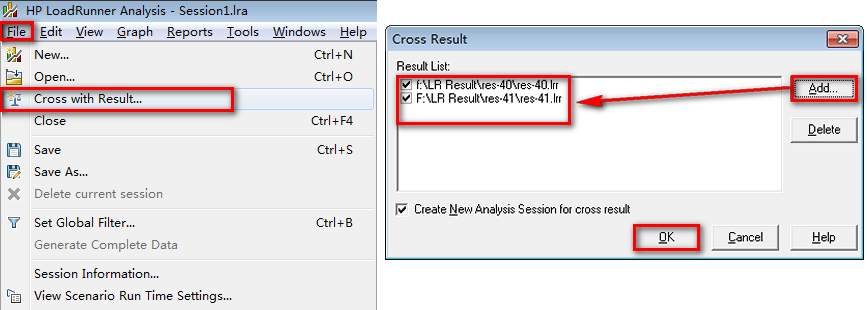 HP LoadRunner Analysis - Session1.lra
File Edit View Graph Reports Tools Windows Help
New... Ctrl+N
Open... Ctrl+O
Cross with Result...
Close Ctrl+F4
Save Ctrl+S
Save As...
Delete current session
Set Global Filter... Ctrl+B
Generate Complete Data
Session Information...
View Scenario Run Time Settings...
Cross Result
Result List:
f:\LR Result\res-40\res-40.lrr
F:\LR Result\res-41\res-41.lrr
Add...
Delete
Create New Analysis Session for cross result
OK Cancel Help